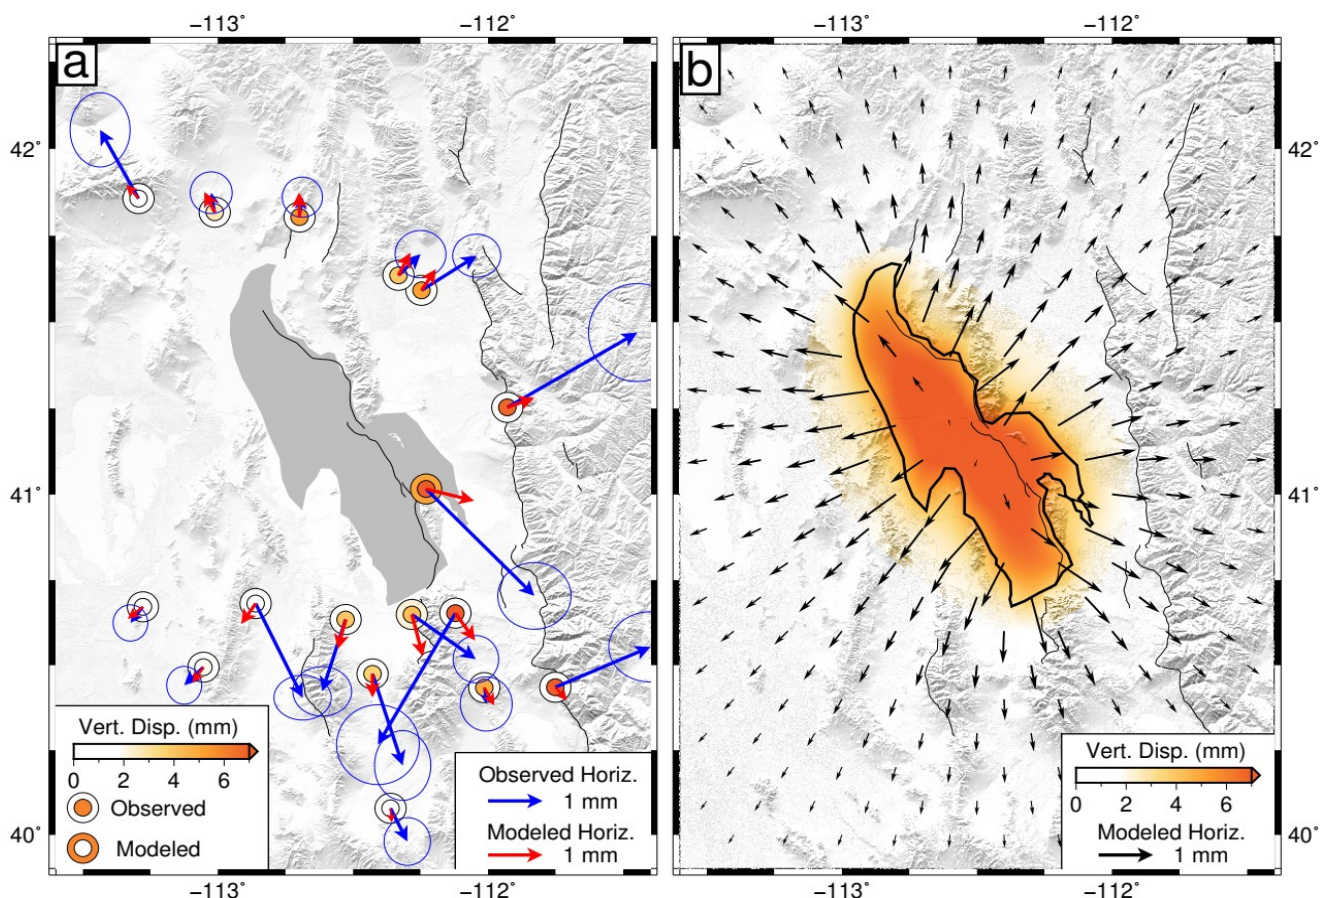 −113˚ −112˚ −113˚ −112˚
a
b
42˚ 42˚
41˚ 41˚
40˚ 40˚
Vert. Disp. (mm)
0 2 4 6
Observed
Modeled
Observed Horiz.
1 mm
Modeled Horiz.
1 mm
Vert. Disp. (mm)
0 2 4 6
Modeled Horiz.
1 mm
−113˚ −112˚ −113˚ −112˚